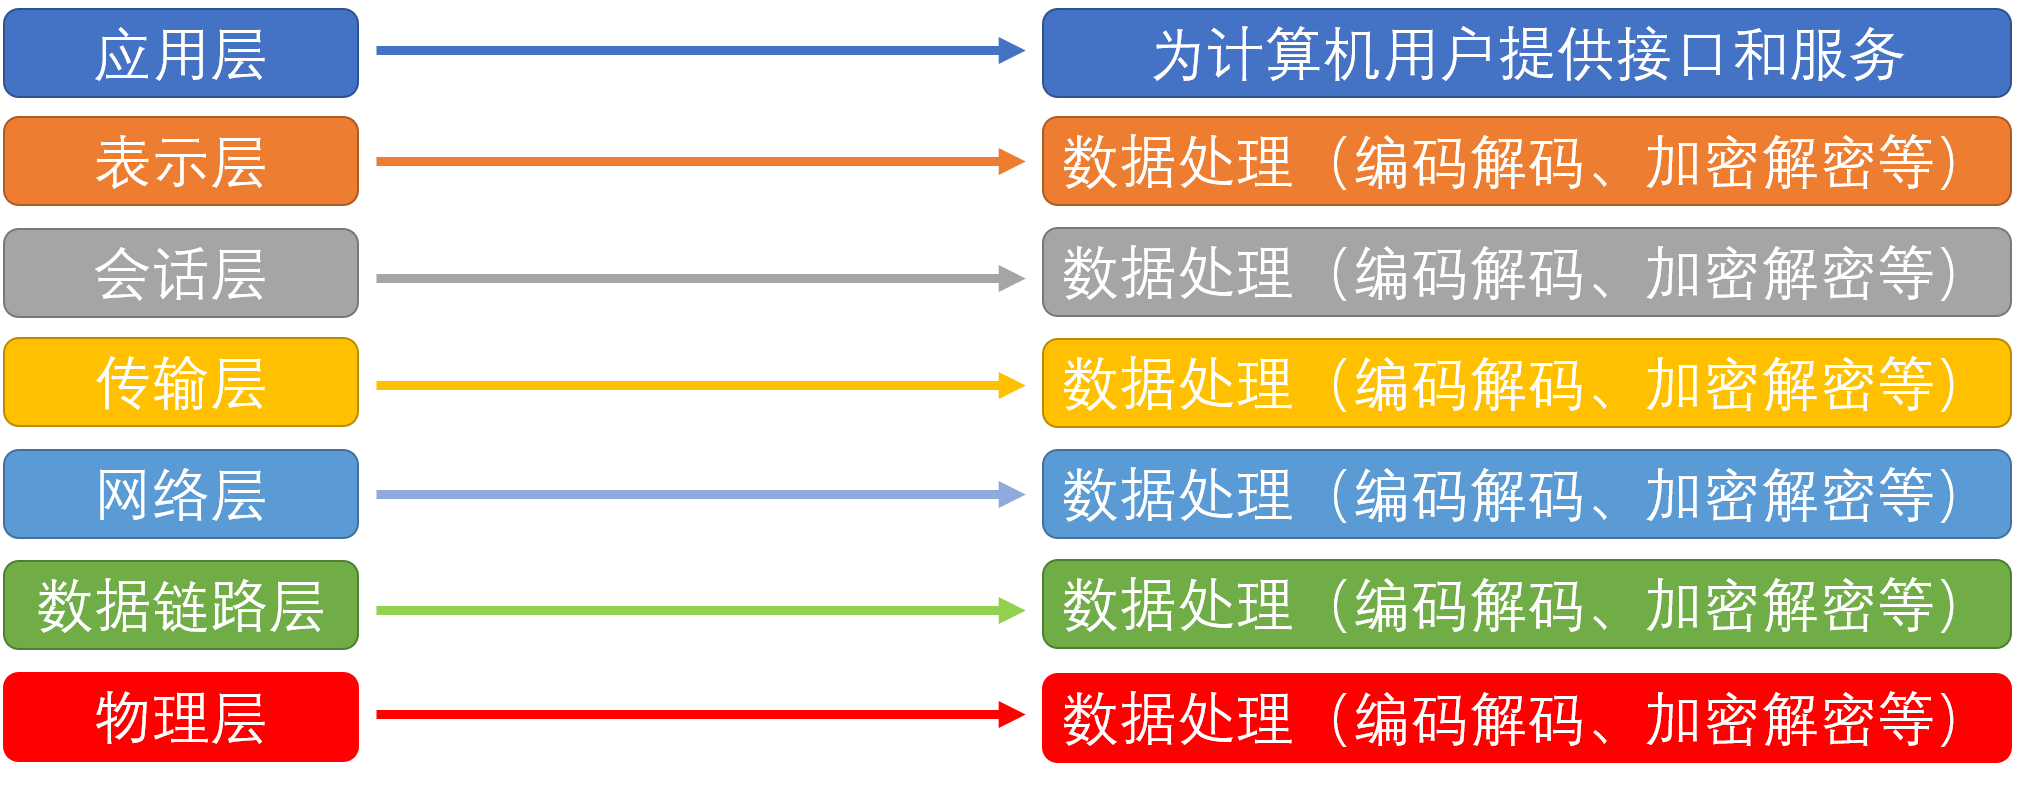 应用层 为计算机用户提供接口和服务
表示层 数据处理（编码解码、加密解密等）
会话层 数据处理（编码解码、加密解密等）
传输层 数据处理（编码解码、加密解密等）
网络层 数据处理（编码解码、加密解密等）
数据链路层 数据处理（编码解码、加密解密等）
物理层 数据处理（编码解码、加密解密等）